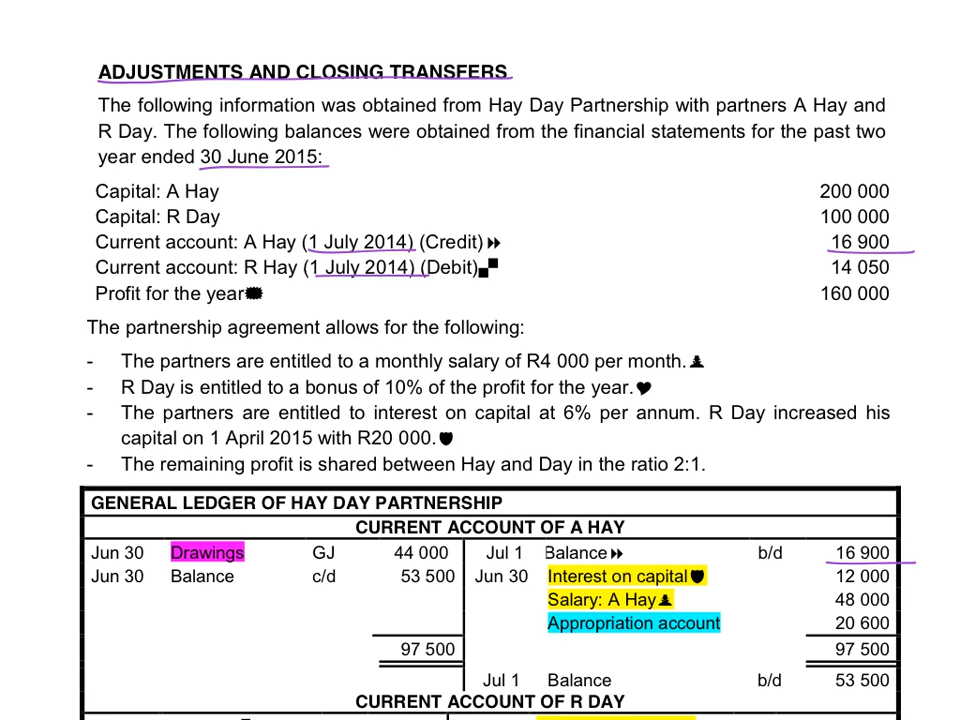 ADJUSTMENTS AND CLOSING TRANSFERS
The following information was obtained from Hay Day Partnership with partners A Hay and
R Day. The following balances were obtained from the financial statements for the past two
year ended 30 June 2015:
Capital: A Hay 200 000
Capital: R Day 100 000
Current account: A Hay (1 July 2014) (Credit) 16 900
Current account: R Hay (1 July 2014) (Debit) 14 050
Profit for the year 160 000
The partnership agreement allows for the following:
- The partners are entitled to a monthly salary of R4 000 per month.
- R Day is entitled to a bonus of 10% of the profit for the year.
- The partners are entitled to interest on capital at 6% per annum. R Day increased his
capital on 1 April 2015 with R20 000.
- The remaining profit is shared between Hay and Day in the ratio 2:1.
GENERAL LEDGER OF HAY DAY PARTNERSHIP
CURRENT ACCOUNT OF A HAY
Jun 30 Drawings GJ 44 000 Jul 1 Balance b/d 16 900
Jun 30 Balance c/d 53 500 Jun 30 Interest on capital 12 000
Salary: A Hay 48 000
Appropriation account 20 600
97 500 97 500
Jul 1 Balance b/d 53 500
CURRENT ACCOUNT OF R DAY